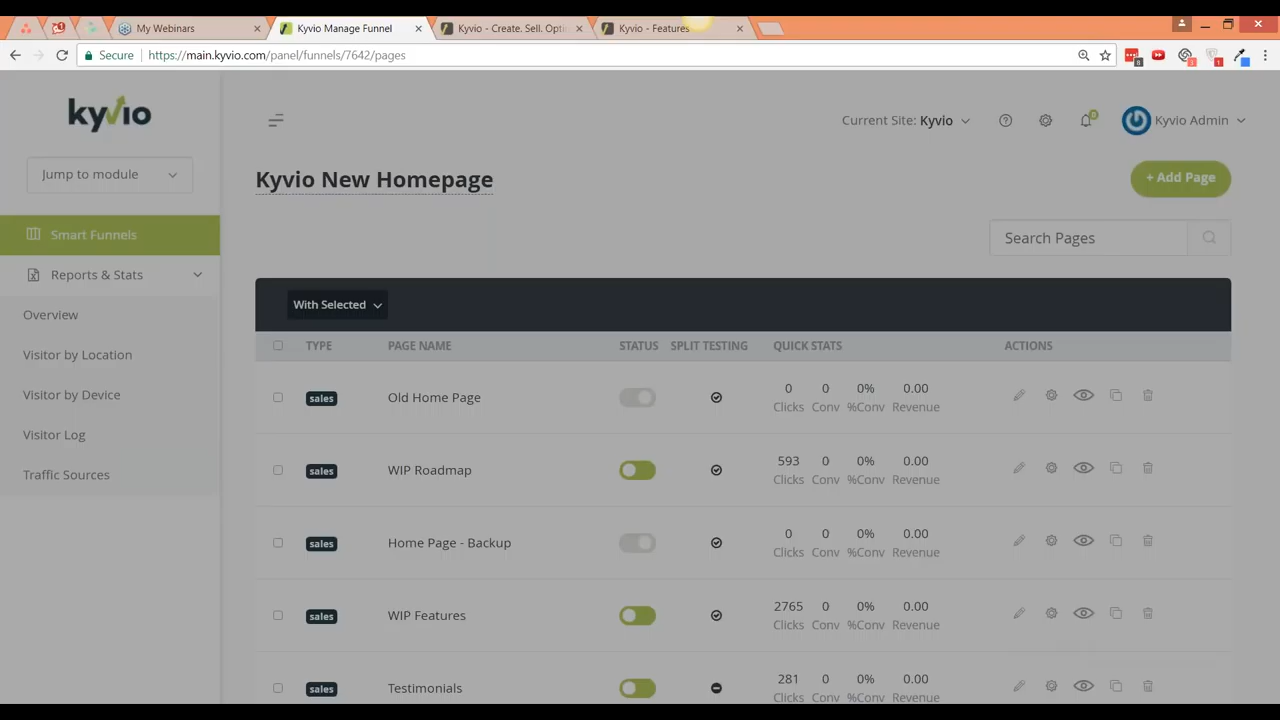 My Webinars
Kyvio Manage Funnel
Kyvio - Create. Sell. Opti
Kyvio - Features
Secure
https://main.kyvio.com/panel/funnels/7642/pages
kyvio
Current Site: Kyvio
Kyvio Admin
Jump to module
Kyvio New Homepage
+ Add Page
Smart Funnels
Search Pages
Reports & Stats
Overview
Visitor by Location
Visitor by Device
Visitor Log
Traffic Sources
With Selected
TYPE PAGE NAME STATUS SPLIT TESTING QUICK STATS ACTIONS
sales Old Home Page 0 0 0% 0.00
Clicks Conv %Conv Revenue
sales WIP Roadmap 593 0 0% 0.00
Clicks Conv %Conv Revenue
sales Home Page - Backup 0 0 0% 0.00
Clicks Conv %Conv Revenue
sales WIP Features 2765 0 0% 0.00
Clicks Conv %Conv Revenue
sales Testimonials 281 0 0% 0.00
Clicks Conv %Conv Revenue